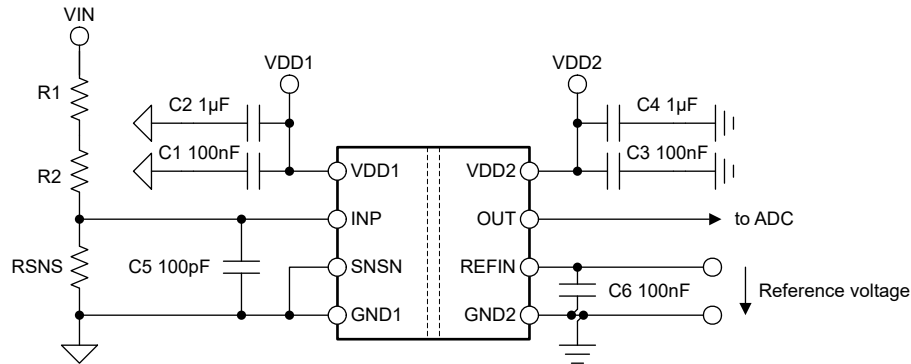 VIN
VDD1
VDD2
R1
C2 1µF
C4 1µF
C1 100nF
C3 100nF
R2
VDD1
VDD2
INP
OUT
to ADC
RSNS
C5 100pF
SNSN
REFIN
C6 100nF
Reference voltage
GND1
GND2